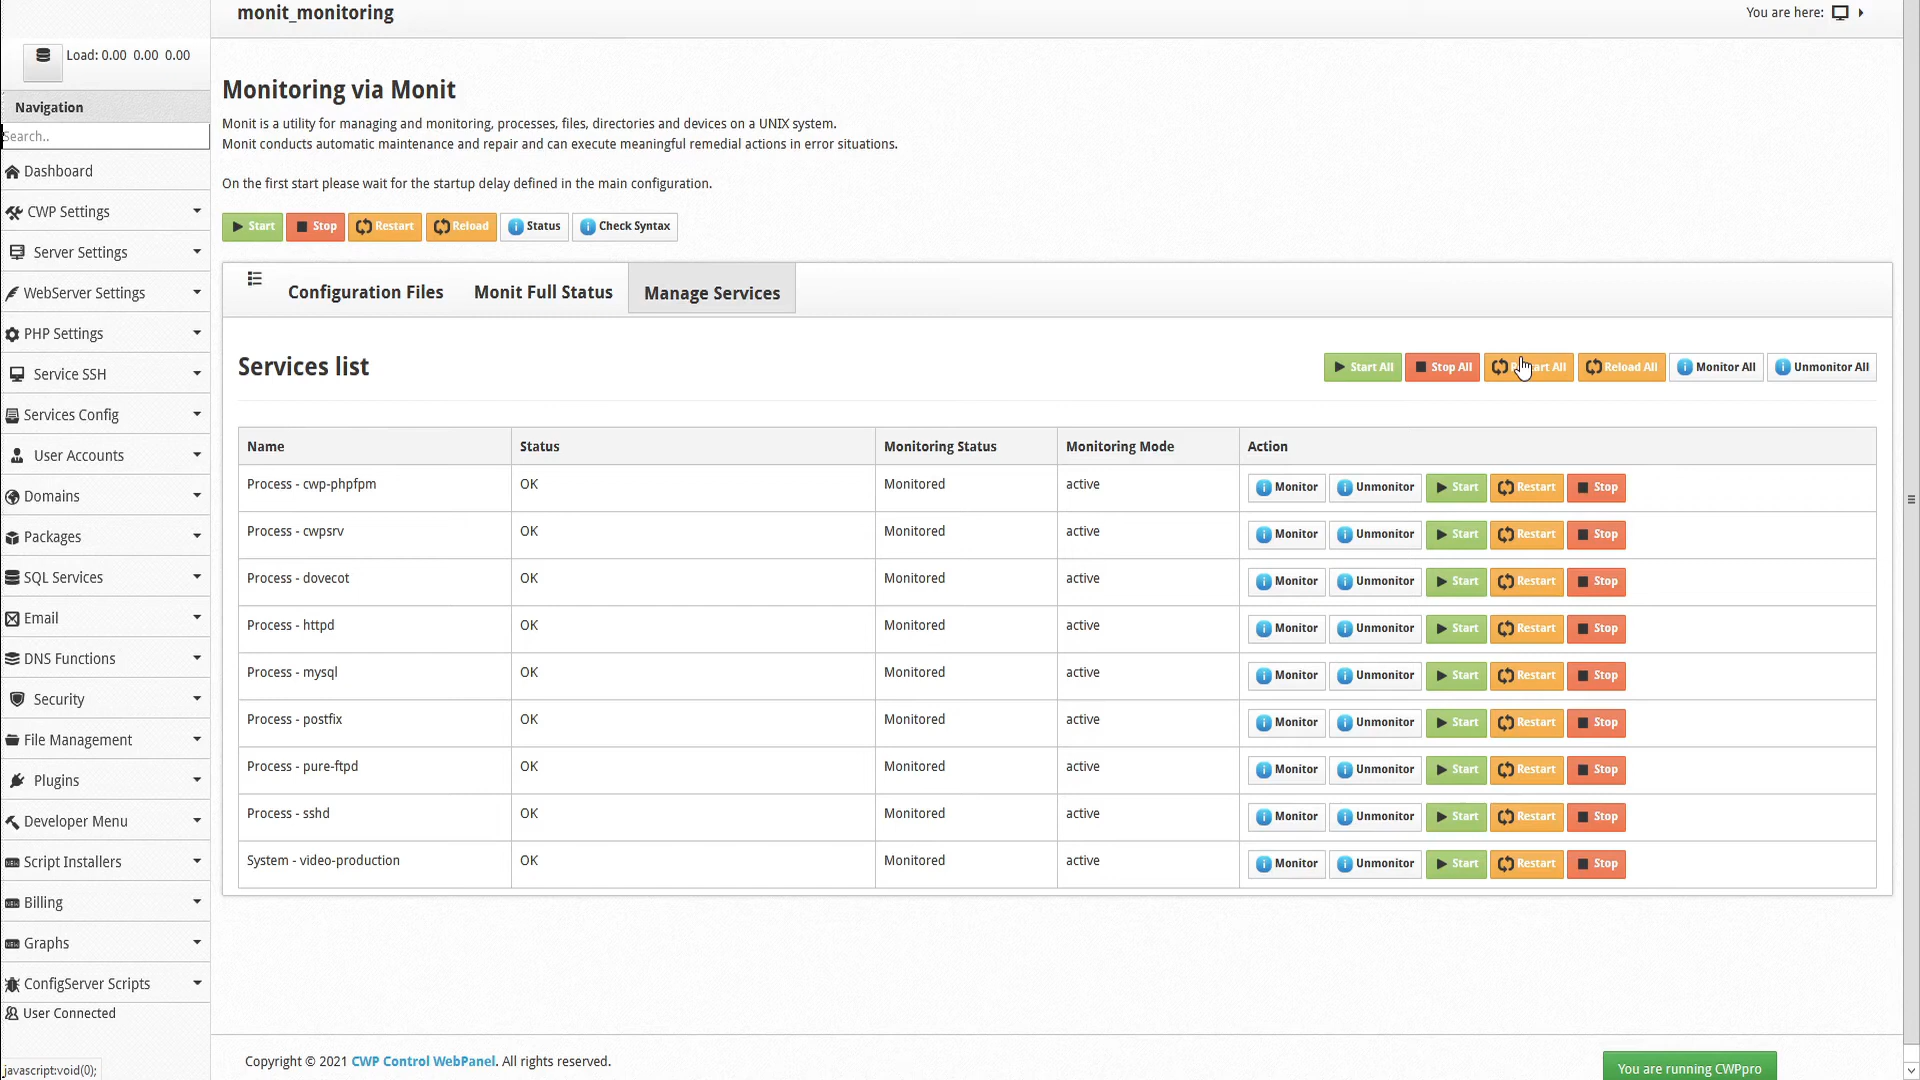 monit_monitoring
You are here:
Load: 0.00 0.00 0.00
Navigation
Search..
Dashboard
CWP Settings
Server Settings
WebServer Settings
PHP Settings
Service SSH
Services Config
User Accounts
Domains
Packages
SQL Services
Email
DNS Functions
Security
File Management
Plugins
Developer Menu
Script Installers
Billing
Graphs
ConfigServer Scripts
User Connected
javascript:void(0);
Monitoring via Monit
Monit is a utility for managing and monitoring, processes, files, directories and devices on a UNIX system.
Monit conducts automatic maintenance and repair and can execute meaningful remedial actions in error situations.
On the first start please wait for the startup delay defined in the main configuration.
Start Stop Restart Reload Status Check Syntax
Configuration Files Monit Full Status Manage Services
Services list
Start All Stop All All Reload All Monitor All Unmonitor All
Name Status Monitoring Status Monitoring Mode Action
Process - cwp-phpfpm OK Monitored active Monitor Unmonitor Start Restart Stop
Process - cwpsrv OK Monitored active Monitor Unmonitor Start Restart Stop
Process - dovecot OK Monitored active Monitor Unmonitor Start Restart Stop
Process - httpd OK Monitored active Monitor Unmonitor Start Restart Stop
Process - mysql OK Monitored active Monitor Unmonitor Start Restart Stop
Process - postfix OK Monitored active Monitor Unmonitor Start Restart Stop
Process - pure-ftpd OK Monitored active Monitor Unmonitor Start Restart Stop
Process - sshd OK Monitored active Monitor Unmonitor Start Restart Stop
System - video-production OK Monitored active Monitor Unmonitor Start Restart Stop
Copyright © 2021 CWP Control WebPanel. All rights reserved.
You are running CWPpro